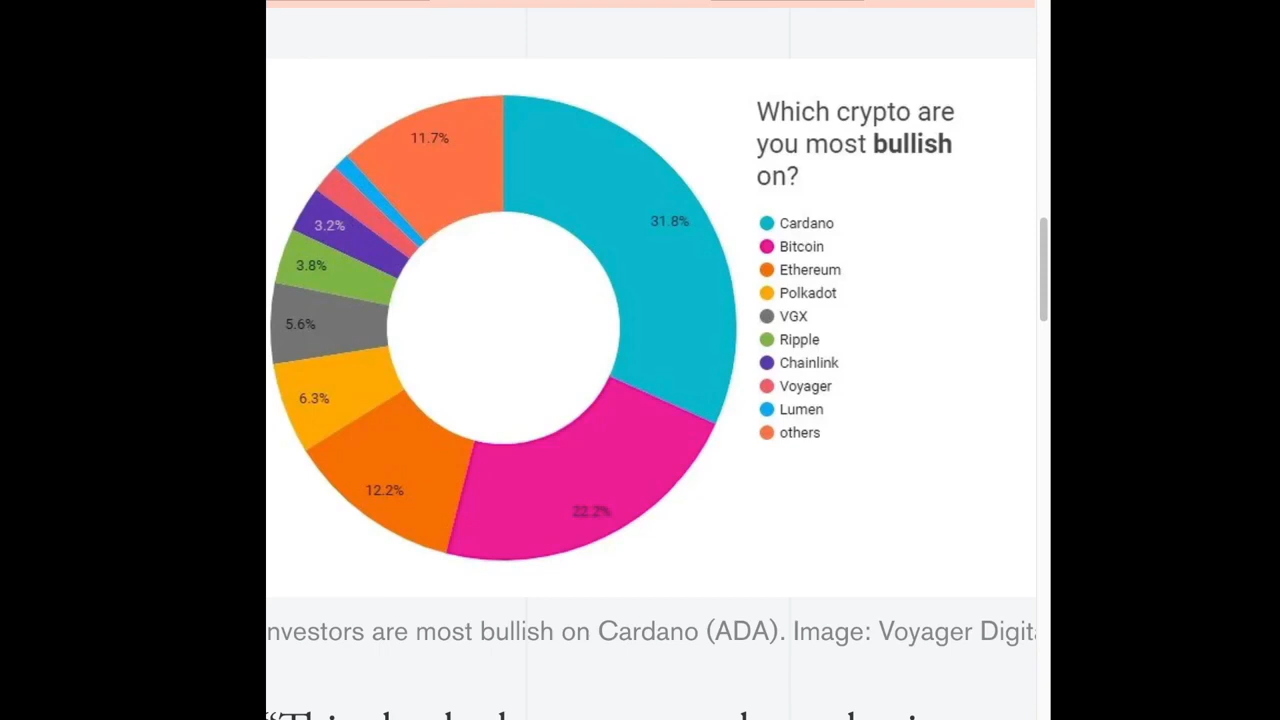 Which crypto are
you most bullish
on?
Cardano
Bitcoin
Ethereum
Polkadot
VGX
Ripple
Chainlink
Voyager
Lumen
others
11.7%
31.8%
3.2%
3.8%
5.6%
6.3%
12.2%
22.2%
nvestors are most bullish on Cardano (ADA). Image: Voyager Digit